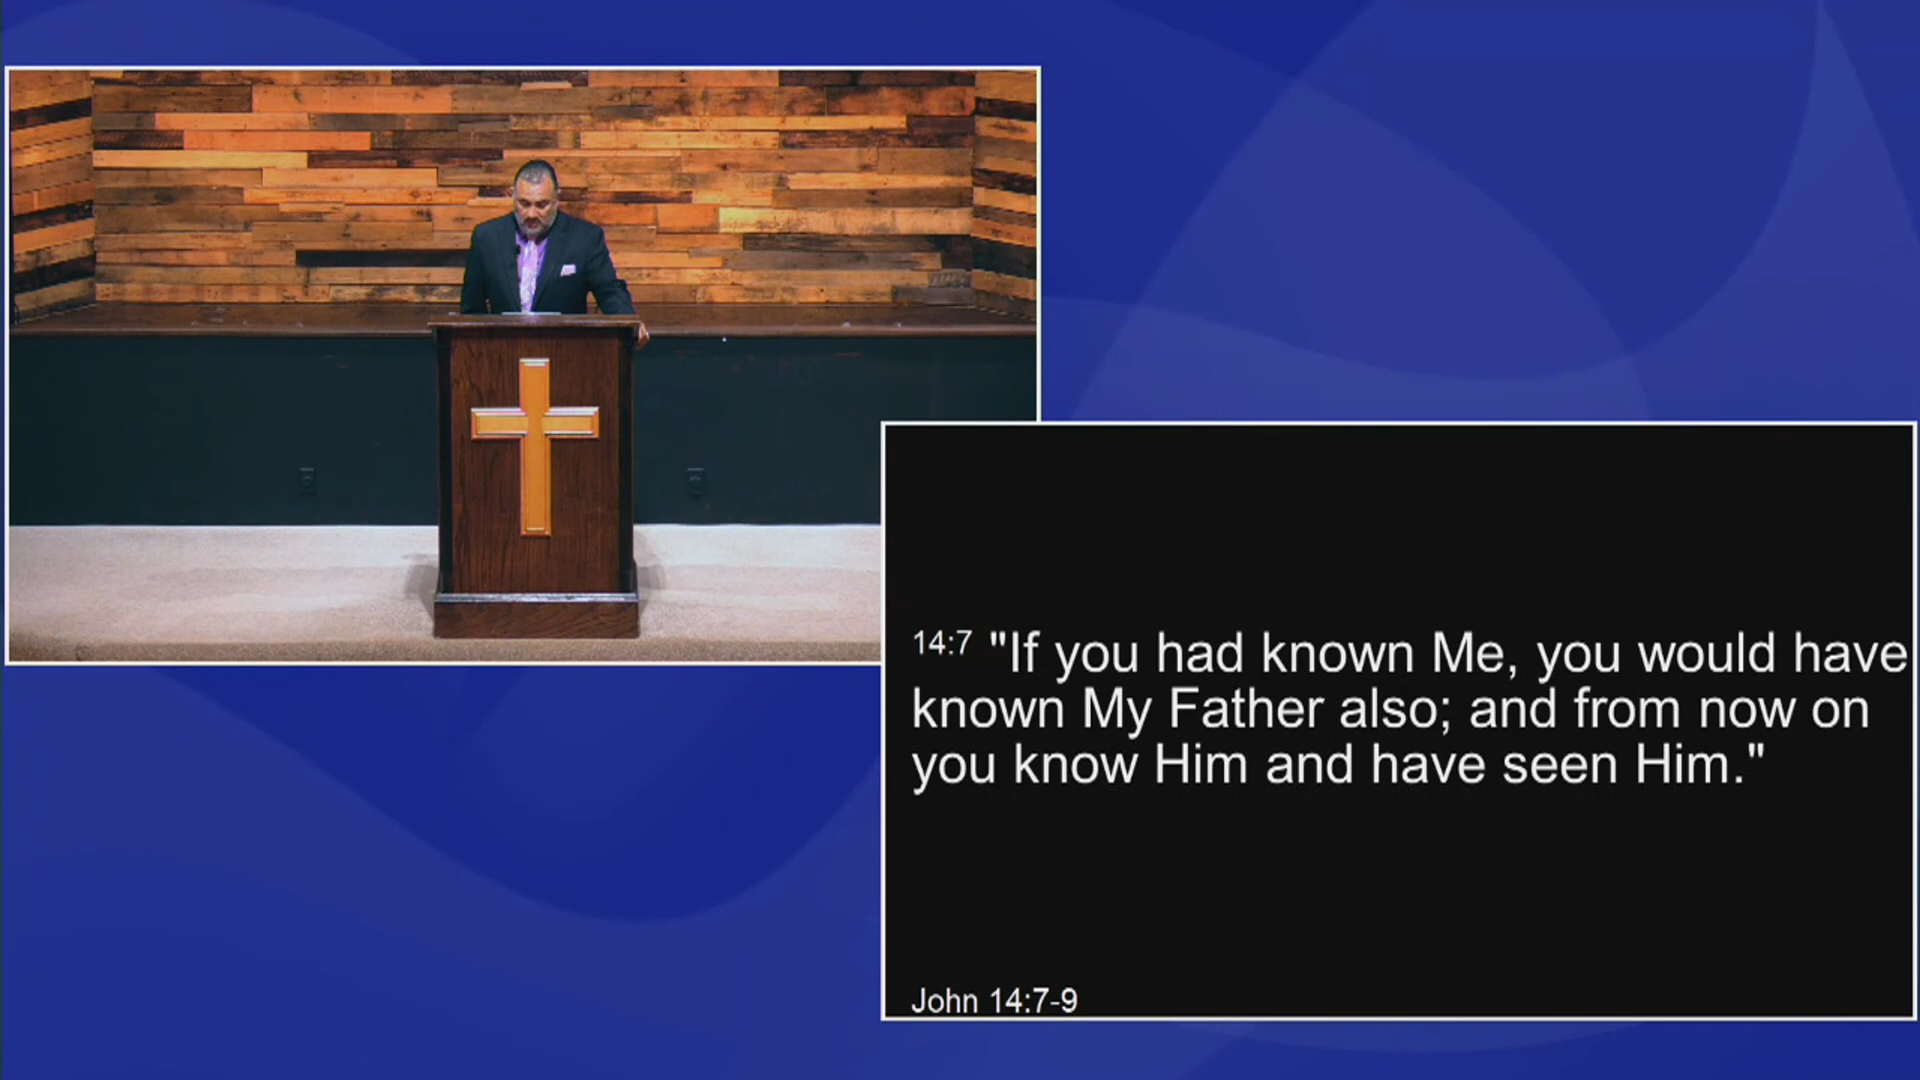 14:7 "If you had known Me, you would have
known My Father also; and from now on
you know Him and have seen Him."
John 14:7-9